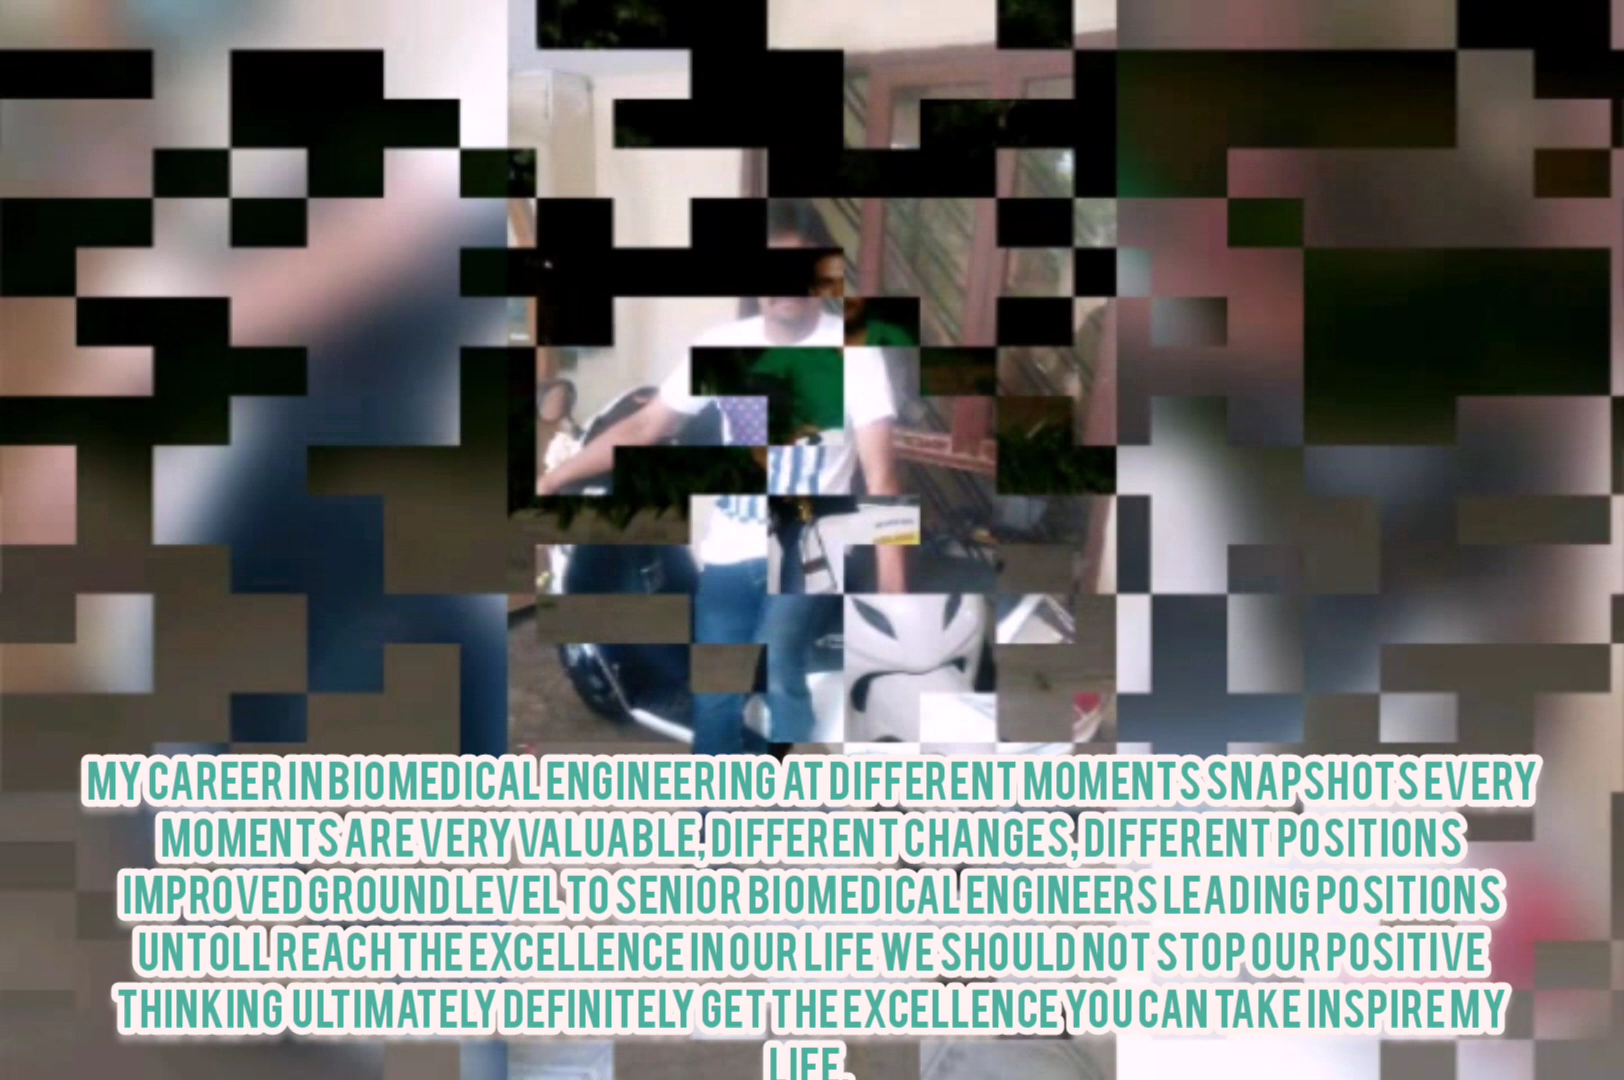 MY CAREER IN BIOMEDICAL ENGINEERING AT DIFFERENT MOMENTS SNAPSHOTS EVERY
MOMENTS ARE VERY VALUABLE, DIFFERENT CHANGES, DIFFERENT POSITIONS
IMPROVED GROUND LEVEL TO SENIOR BIOMEDICAL ENGINEERS LEADING POSITIONS
UNTOLL REACH THE EXCELLENCE IN OUR LIFE WE SHOULD NOT STOP OUR POSITIVE
THINKING ULTIMATELY DEFINITELY GET THE EXCELLENCE YOU CAN TAKE INSPIRE MY
LIFE.